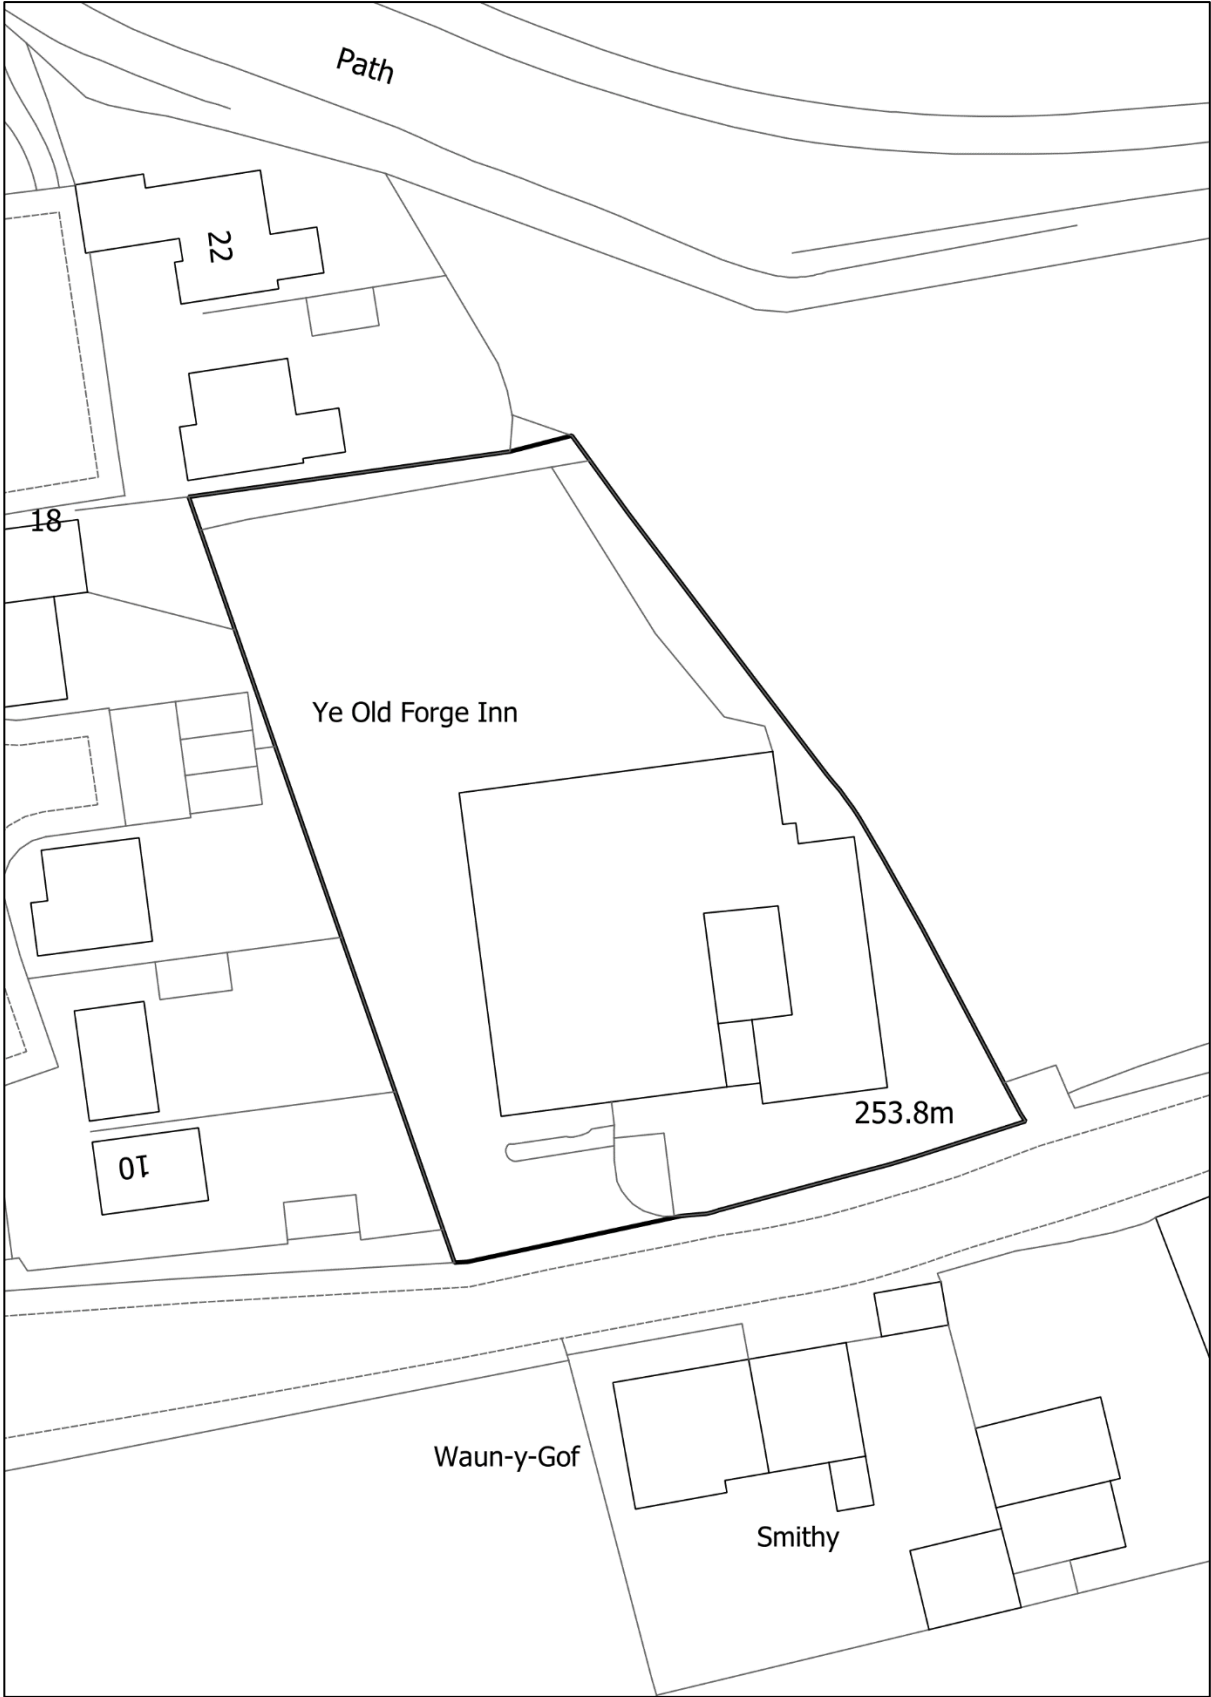 Path
22
18
Ye Old Forge Inn
253.8m
10
Waun-y-Gof
Smithy